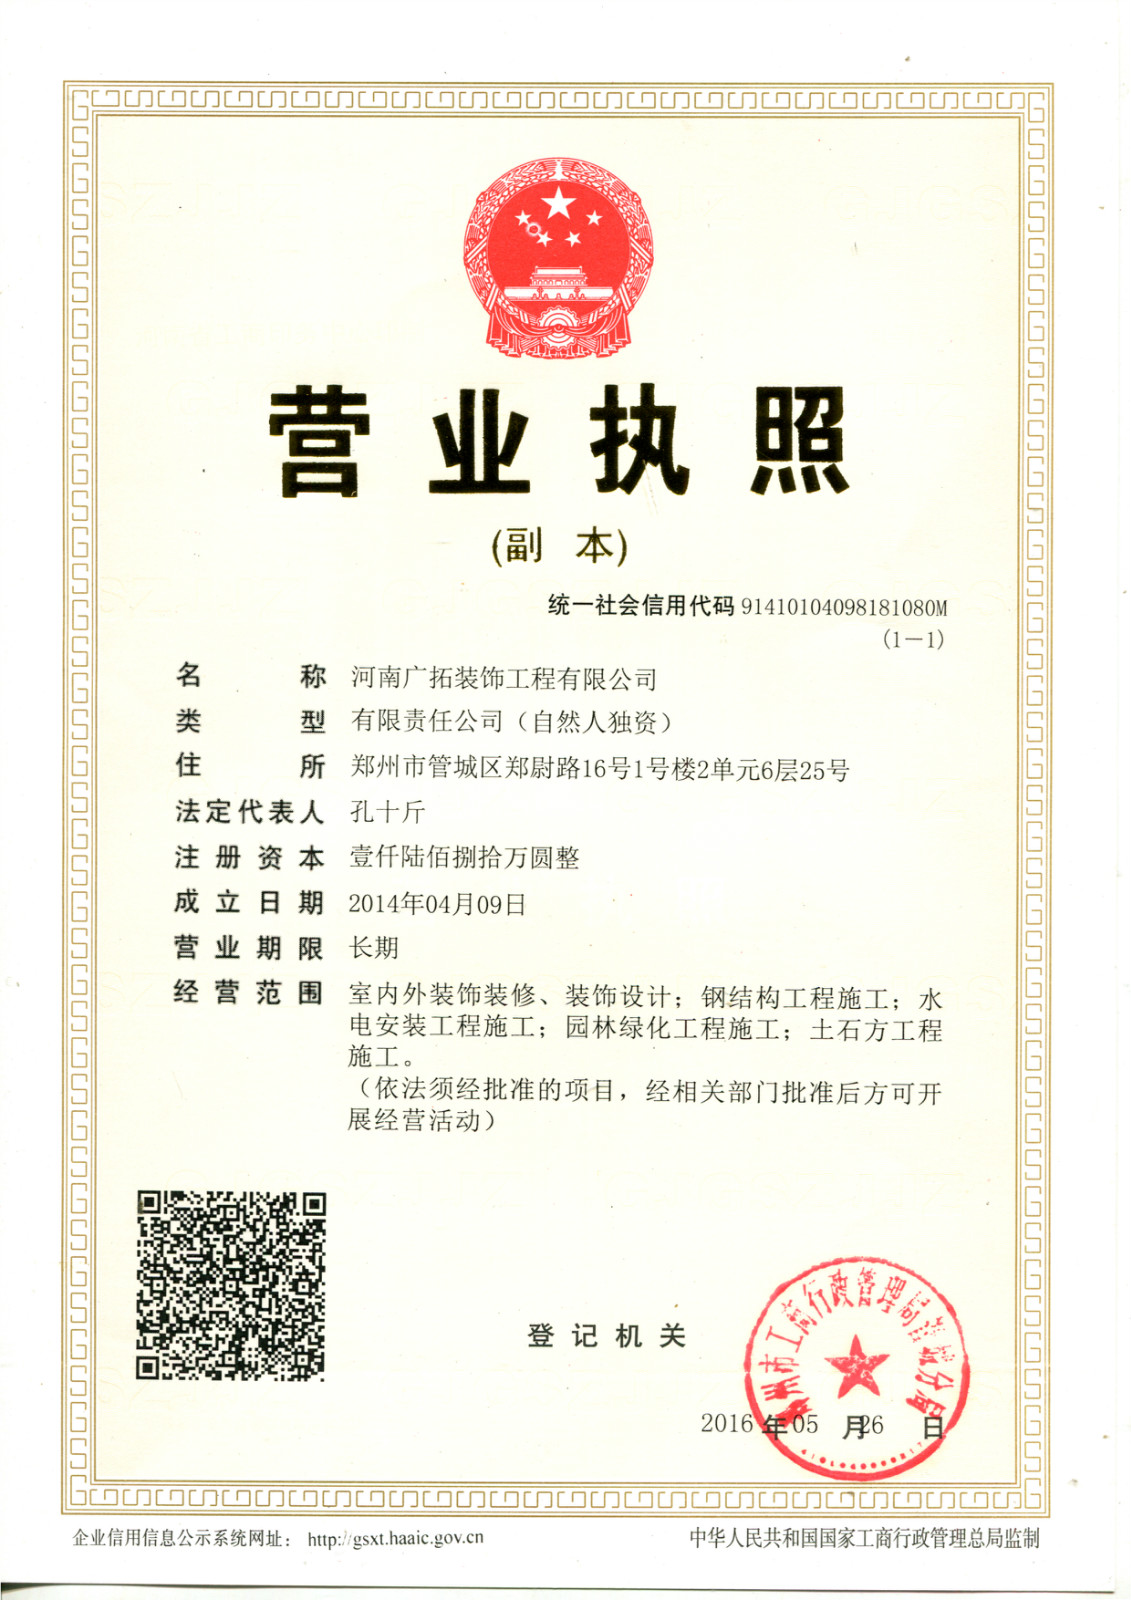 营业执照
(副 本)
统一社会信用代码 91410104098181080M
(1-1)
名 称 河南广拓装饰工程有限公司
类 型 有限责任公司（自然人独资）
住 所 郑州市管城区郑尉路16号1号楼2单元6层25号
法定代表人 孔十斤
注册资本 壹仟陆佰捌拾万圆整
成立日期 2014年04月09日
营业期限 长期
经营范围 室内外装饰装修、装饰设计；钢结构工程施工；水
电安装工程施工；园林绿化工程施工；土石方工程
施工。
（依法须经批准的项目，经相关部门批准后方可开
展经营活动）
郑州市工商行政管理局管城分局
登记机关
2016 年 05 月 26 日
企业信用信息公示系统网址： http://gsxt.haaic.gov.cn
中华人民共和国国家工商行政管理总局监制